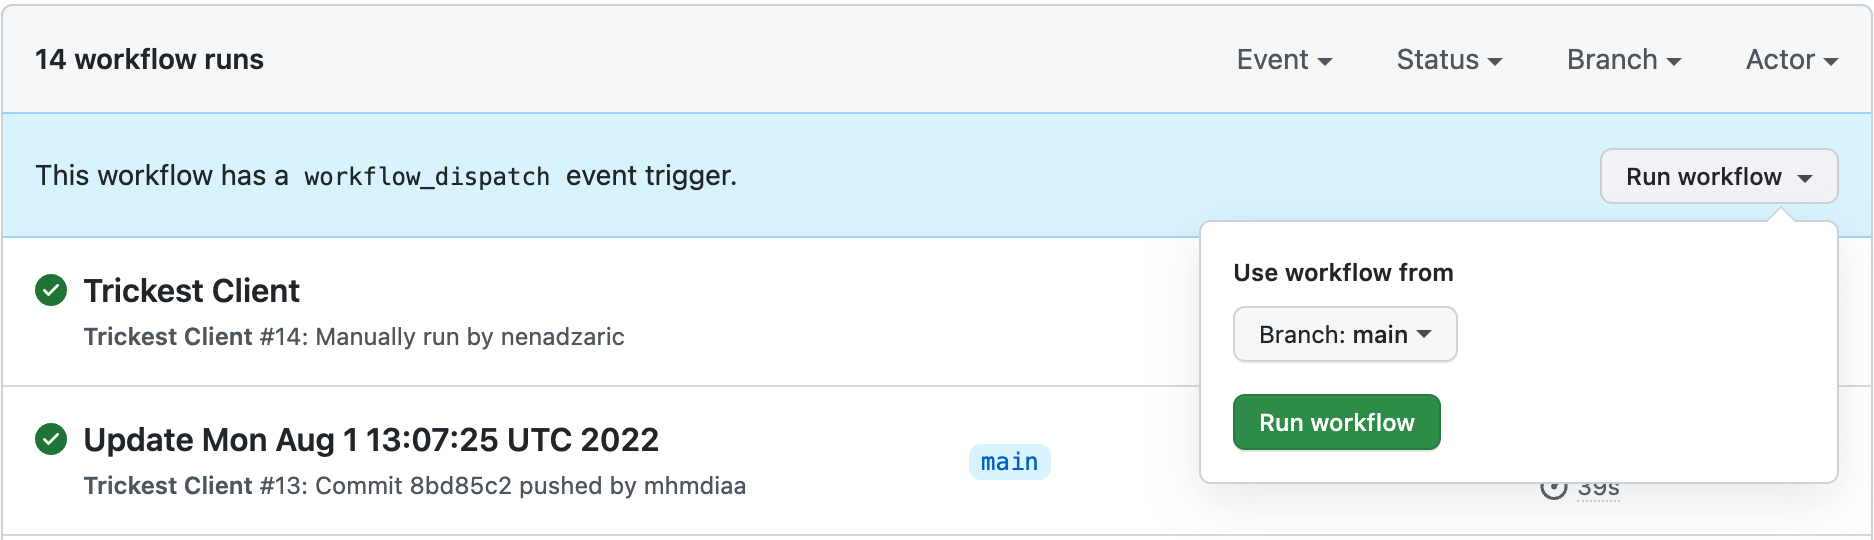 14 workflow runs Event Status Branch Actor
This workflow has a workflow_dispatch event trigger. Run workflow
Use workflow from
Branch: main
Run workflow
Trickest Client
Trickest Client #14: Manually run by nenadzaric
Update Mon Aug 1 13:07:25 UTC 2022
Trickest Client #13: Commit 8bd85c2 pushed by mhmdiaa
main
39s